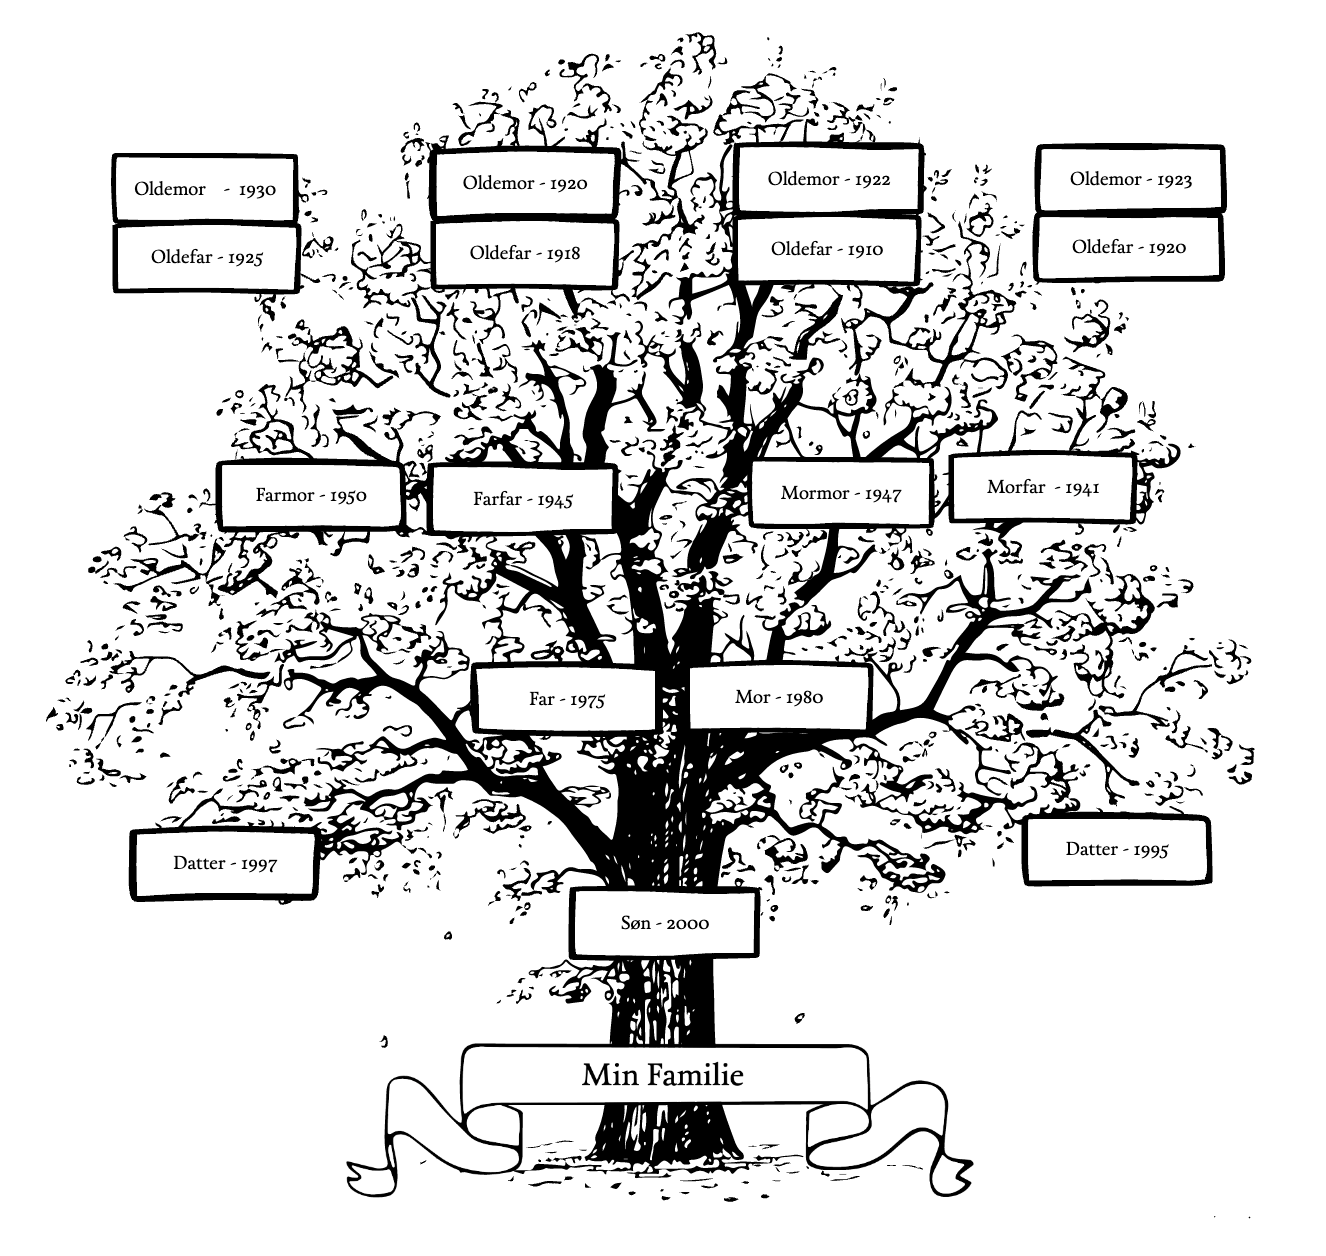 Oldemor - 1930
Oldefar - 1925
Oldemor - 1920
Oldefar - 1918
Oldemor - 1922
Oldefar - 1910
Oldemor - 1923
Oldefar - 1920
Farmor - 1950
Farfar - 1945
Mormor - 1947
Morfar - 1941
Far - 1975
Mor - 1980
Datter - 1997
Datter - 1995
Søn - 2000
Min Familie